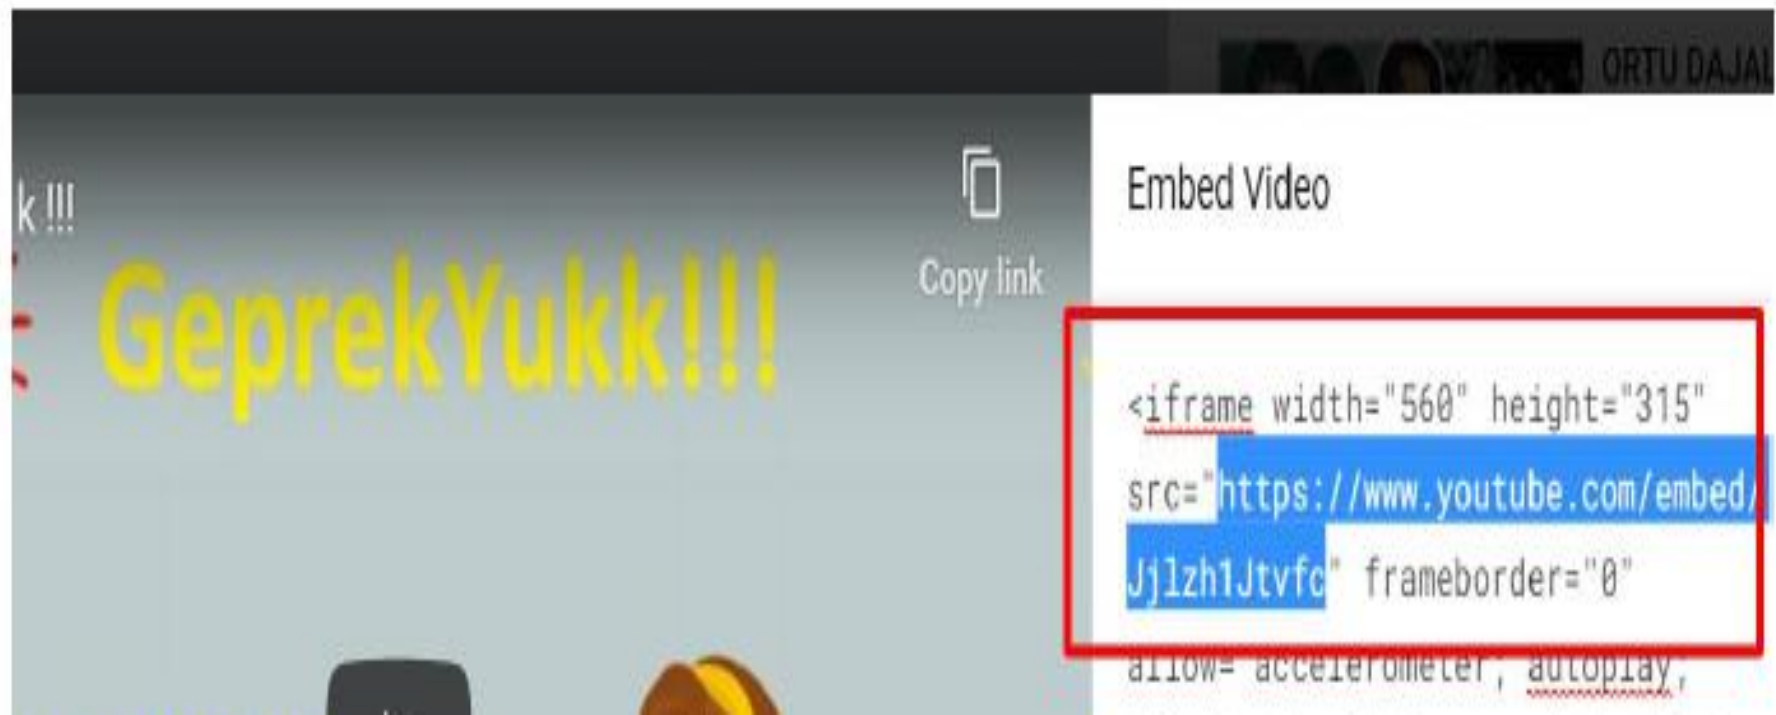 ORTU DAJAL
k !!!
GeprekYukk!!!
Copy link
Embed Video
<iframe width="560" height="315"
src="https://www.youtube.com/embed/
Jjlzh1Jtvfc" frameborder="0"
allow="accelerometer; autoplay;